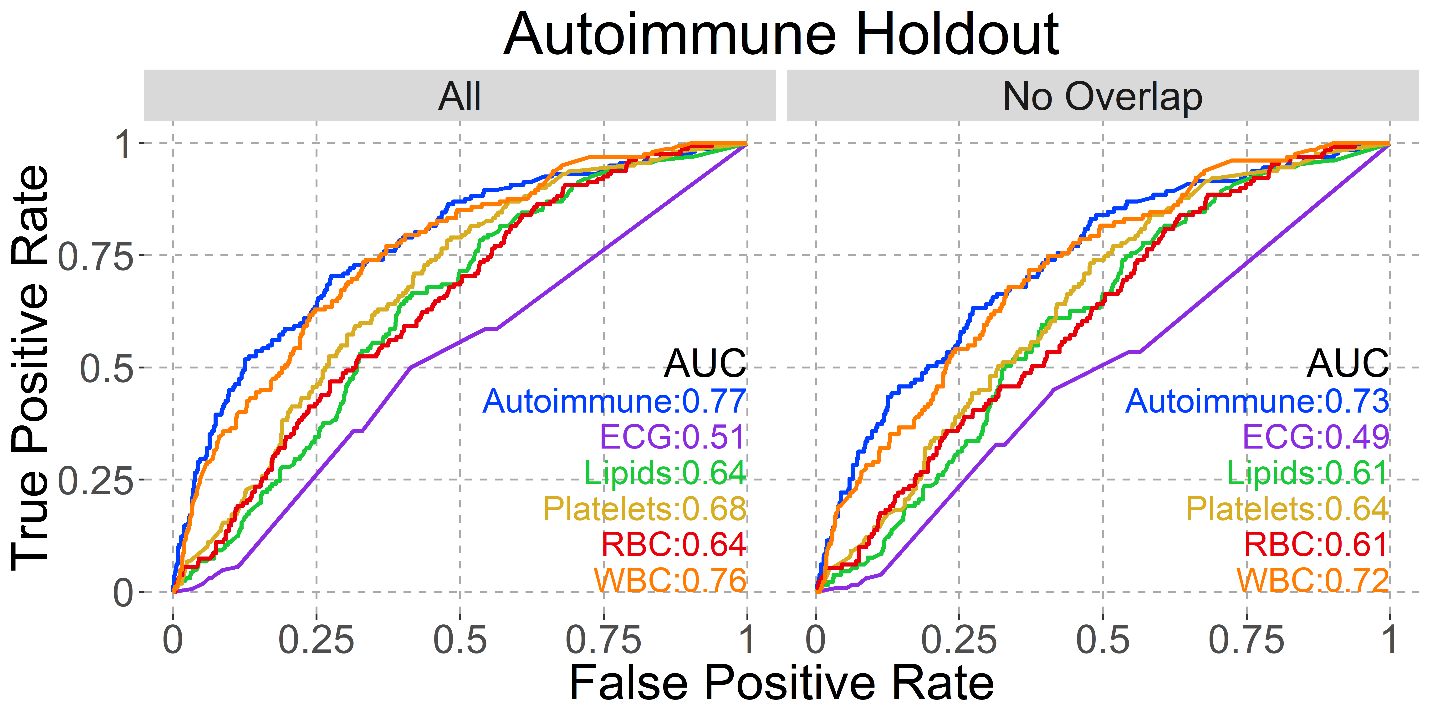 Autoimmune Holdout
All
No Overlap
True Positive Rate
1
0.75
0.5
0.25
0
AUC
Autoimmune:0.77
ECG:0.51
Lipids:0.64
Platelets:0.68
RBC:0.64
WBC:0.76
AUC
Autoimmune:0.73
ECG:0.49
Lipids:0.61
Platelets:0.64
RBC:0.61
WBC:0.72
0 0.25 0.5 0.75 1
0 0.25 0.5 0.75 1
False Positive Rate